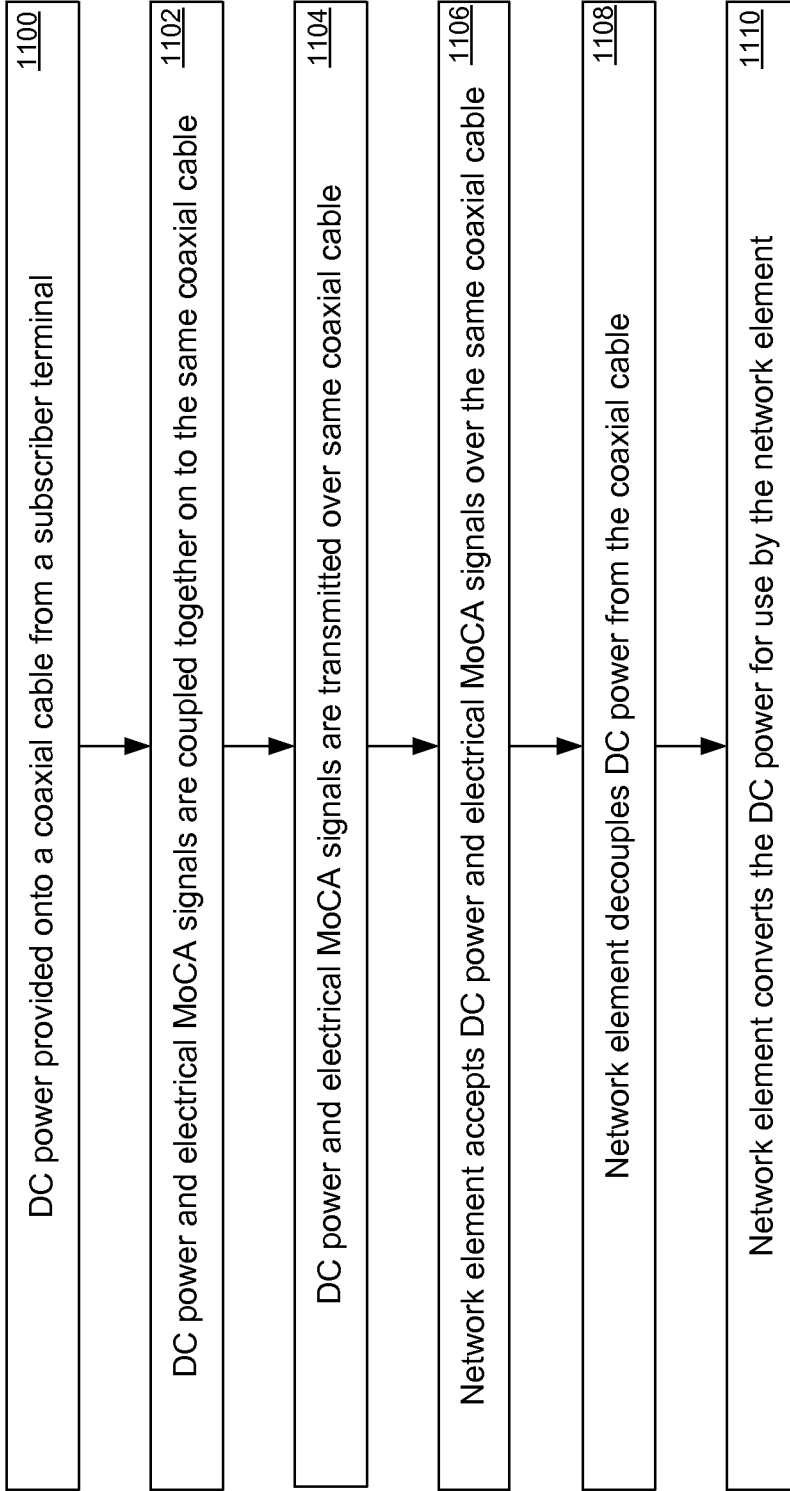 DC power provided onto a coaxial cable from a subscriber terminal 1100
DC power and electrical MoCA signals are coupled together on to the same coaxial cable 1102
DC power and electrical MoCA signals are transmitted over same coaxial cable 1104
Network element accepts DC power and electrical MoCA signals over the same coaxial cable 1106
Network element decouples DC power from the coaxial cable 1108
Network element converts the DC power for use by the network element 1110